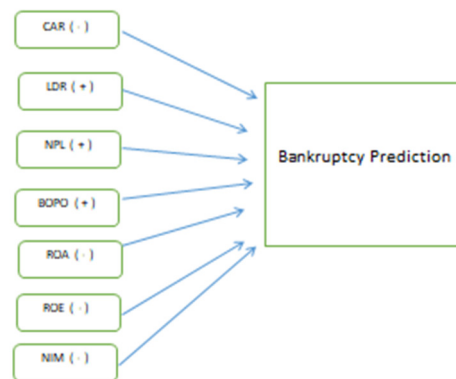 CAR ( - )
LDR ( + )
NPL ( + )
BOPO ( + )
ROA ( - )
ROE ( - )
NIM ( - )
Bankruptcy Prediction